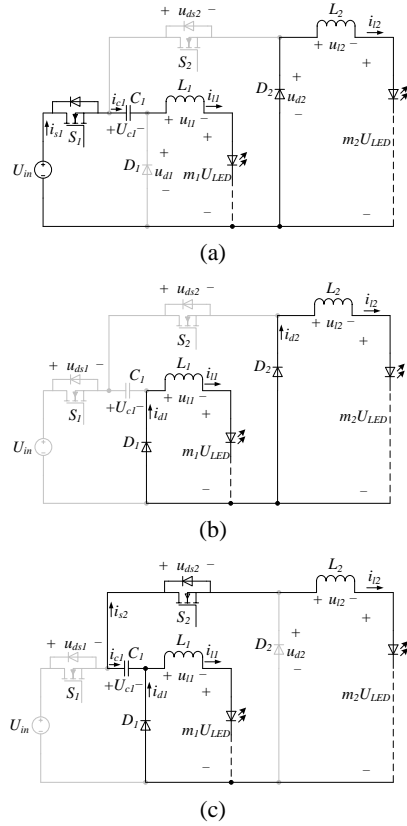 + u_ds2 −
S_2
L_2
i_l2
+ u_l2 −
i_s1
S_1
i_c1
C_1
+U_c1−
L_1
i_l1
+ u_l1 −
D_2
+
u_d2
−
+
m_2U_LED
−
U_in
D_1
+
u_d1
−
+
m_1U_LED
−
(a)
+ u_ds2 −
S_2
L_2
i_l2
+ u_l2 −
i_d2
+ u_ds1 −
S_1
C_1
+U_c1−
L_1
i_l1
+ u_l1 −
D_2
+
m_2U_LED
−
U_in
D_1
i_d1
+
m_1U_LED
−
(b)
+ u_ds2 −
S_2
L_2
i_l2
+ u_l2 −
i_s2
+ u_ds1 −
S_1
i_c1
C_1
+U_c1−
L_1
i_l1
+ u_l1 −
D_2
+
u_d2
−
+
m_2U_LED
−
U_in
D_1
i_d1
+
m_1U_LED
−
(c)